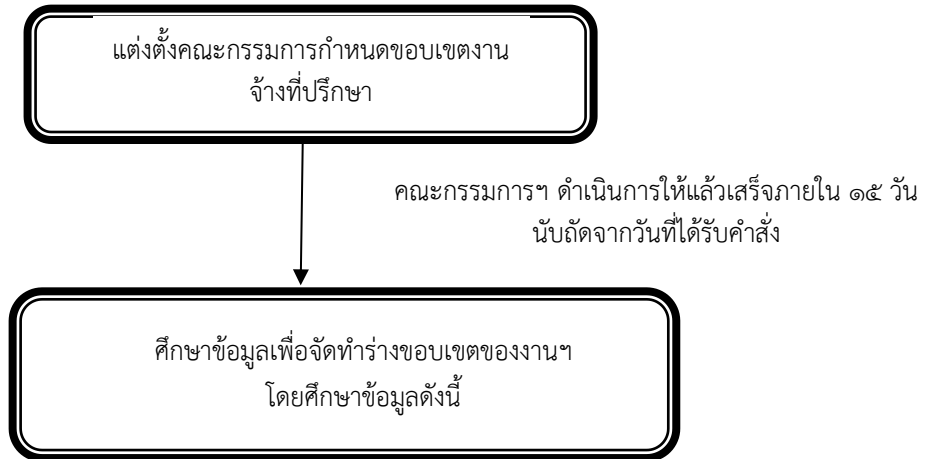 แต่งตั้งคณะกรรมการกำหนดขอบเขตงาน
จ้างที่ปรึกษา
คณะกรรมการฯ ดำเนินการให้แล้วเสร็จภายใน ๑๕ วัน
นับถัดจากวันที่ได้รับคำสั่ง
ศึกษาข้อมูลเพื่อจัดทำร่างขอบเขตของงานฯ
โดยศึกษาข้อมูลดังนี้